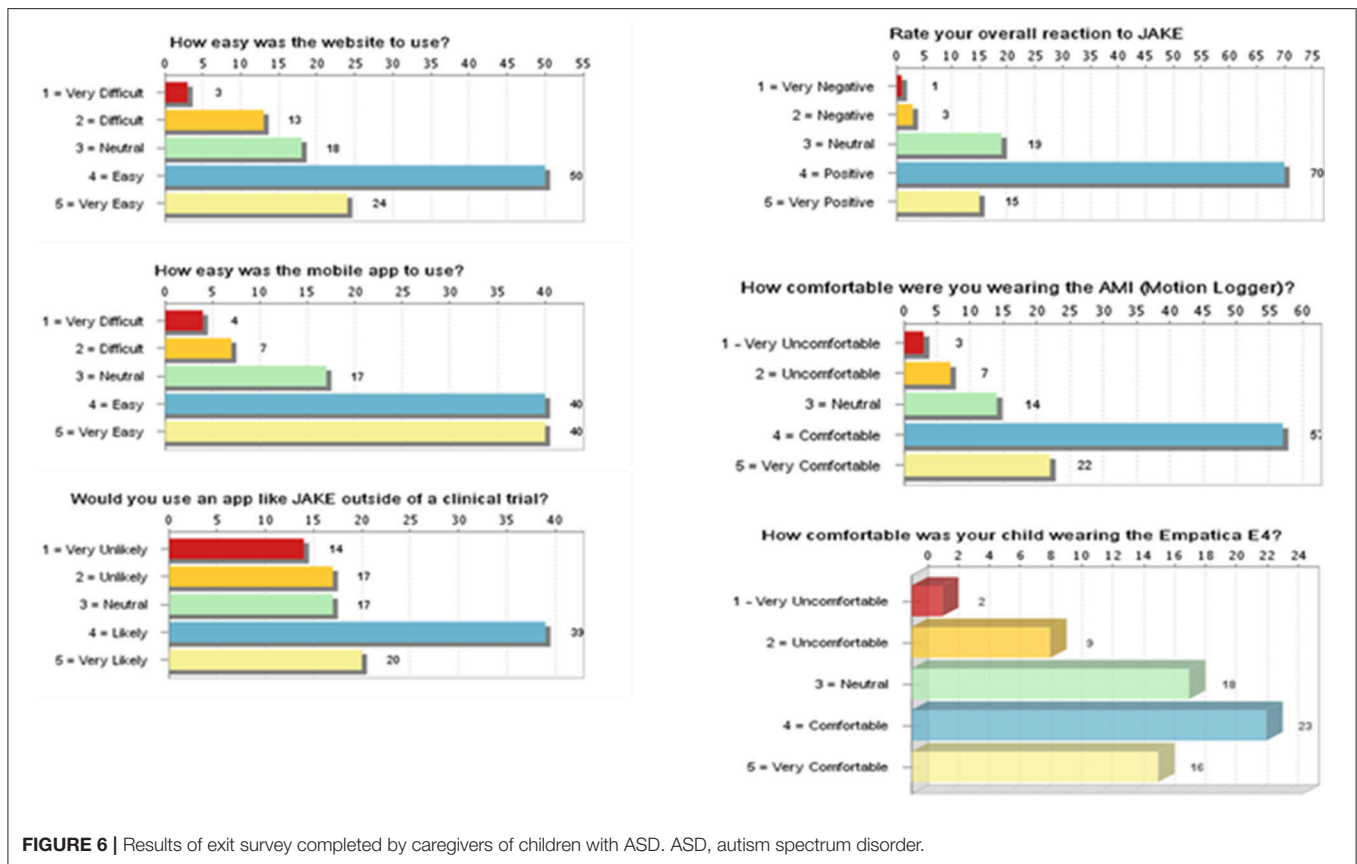 How easy was the website to use?
0 5 10 15 20 25 30 35 40 45 50 55
1 = Very Difficult 3
2 = Difficult 13
3 = Neutral 18
4 = Easy 50
5 = Very Easy 24
How easy was the mobile app to use?
0 5 10 15 20 25 30 35 40
1 = Very Difficult 4
2 = Difficult 7
3 = Neutral 17
4 = Easy 40
5 = Very Easy 40
Would you use an app like JAKE outside of a clinical trial?
0 5 10 15 20 25 30 35 40
1 = Very Unlikely 14
2 = Unlikely 17
3 = Neutral 17
4 = Likely 39
5 = Very Likely 20
Rate your overall reaction to JAKE
0 5 10 15 20 25 30 35 40 45 50 55 60 65 70 75
1 = Very Negative 1
2 = Negative 3
3 = Neutral 19
4 = Positive 70
5 = Very Positive 15
How comfortable were you wearing the AMI (Motion Logger)?
0 5 10 15 20 25 30 35 40 45 50 55 60
1 - Very Uncomfortable 3
2 = Uncomfortable 7
3 = Neutral 14
4 = Comfortable 57
5 = Very Comfortable 22
How comfortable was your child wearing the Empatica E4?
0 2 4 6 8 10 12 14 16 18 20 22 24
1 - Very Uncomfortable 2
2 = Uncomfortable 9
3 = Neutral 18
4 = Comfortable 23
5 = Very Comfortable 16
FIGURE 6 | Results of exit survey completed by caregivers of children with ASD. ASD, autism spectrum disorder.